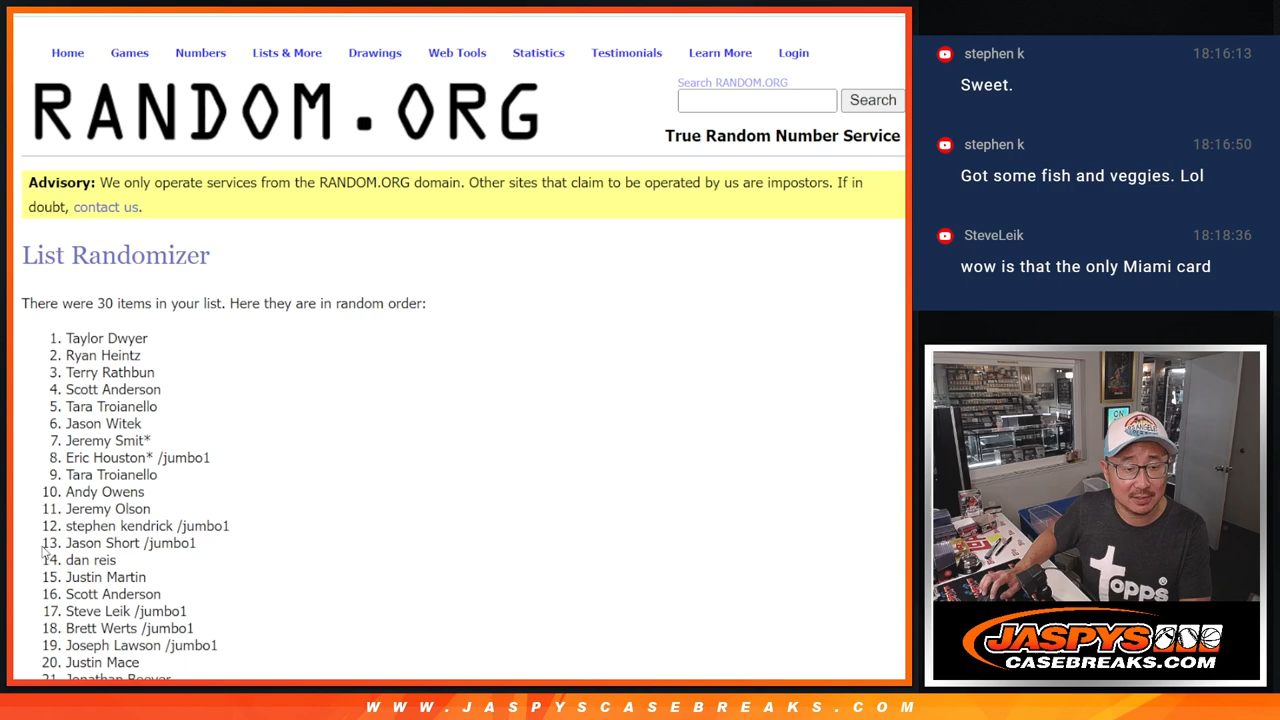 Home Games Numbers Lists & More Drawings Web Tools Statistics Testimonials Learn More Login
RANDOM.ORG
Search RANDOM.ORG
Search
True Random Number Service
Advisory: We only operate services from the RANDOM.ORG domain. Other sites that claim to be operated by us are impostors. If in
doubt, contact us.
List Randomizer
There were 30 items in your list. Here they are in random order:
1. Taylor Dwyer
2. Ryan Heintz
3. Terry Rathbun
4. Scott Anderson
5. Tara Troianello
6. Jason Witek
7. Jeremy Smit*
8. Eric Houston* /jumbo1
9. Tara Troianello
10. Andy Owens
11. Jeremy Olson
12. stephen kendrick /jumbo1
13. Jason Short /jumbo1
14. dan reis
15. Justin Martin
16. Scott Anderson
17. Steve Leik /jumbo1
18. Brett Werts /jumbo1
19. Joseph Lawson /jumbo1
20. Justin Mace
stephen k 18:16:13
Sweet.
stephen k 18:16:50
Got some fish and veggies. Lol
SteveLeik 18:18:36
wow is that the only Miami card
ON
topps
JASPYS
CASEBREAKS.COM
WWW.JASPYSCASEBREAKS.COM